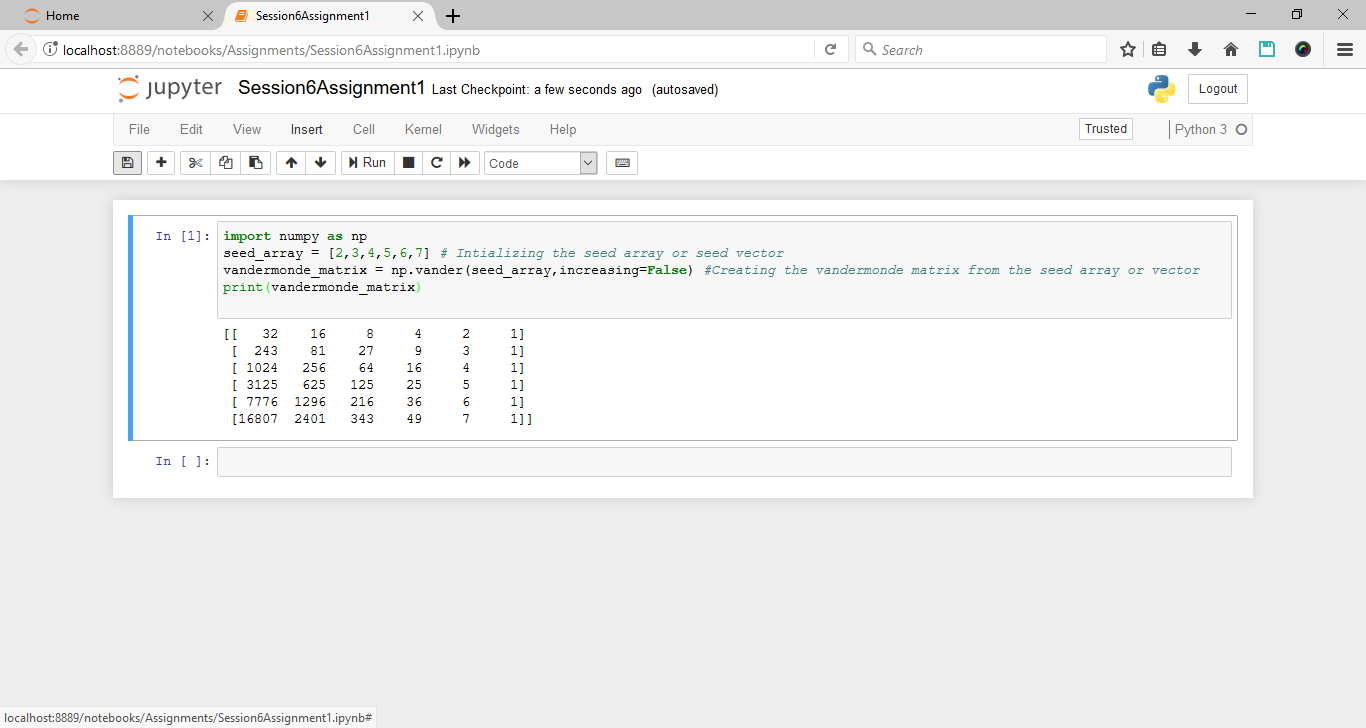 Home
Session6Assignment1
localhost:8889/notebooks/Assignments/Session6Assignment1.ipynb
Search
jupyter Session6Assignment1 Last Checkpoint: a few seconds ago (autosaved)
Logout
File Edit View Insert Cell Kernel Widgets Help
Trusted
Python 3
Run
Code
In [1]:
import numpy as np
seed_array = [2,3,4,5,6,7] # Intializing the seed array or seed vector
vandermonde_matrix = np.vander(seed_array,increasing=False) #Creating the vandermonde matrix from the seed array or vector
print(vandermonde_matrix)
[[   32    16     8     4     2     1]
 [  243    81    27     9     3     1]
 [ 1024   256    64    16     4     1]
 [ 3125   625   125    25     5     1]
 [ 7776  1296   216    36     6     1]
 [16807  2401   343    49     7     1]]
In [ ]:
localhost:8889/notebooks/Assignments/Session6Assignment1.ipynb#